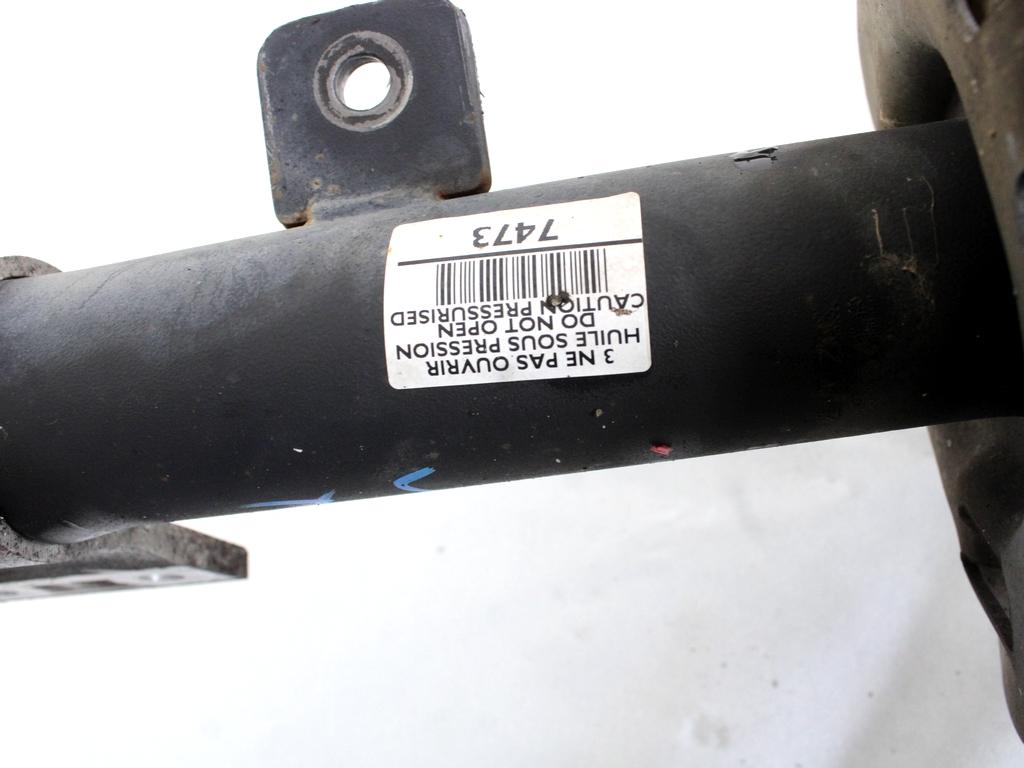 3 NE PAS OUVRIR
HUILE SOUS PRESSION
DO NOT OPEN
CAUTION PRESSURISED
7473